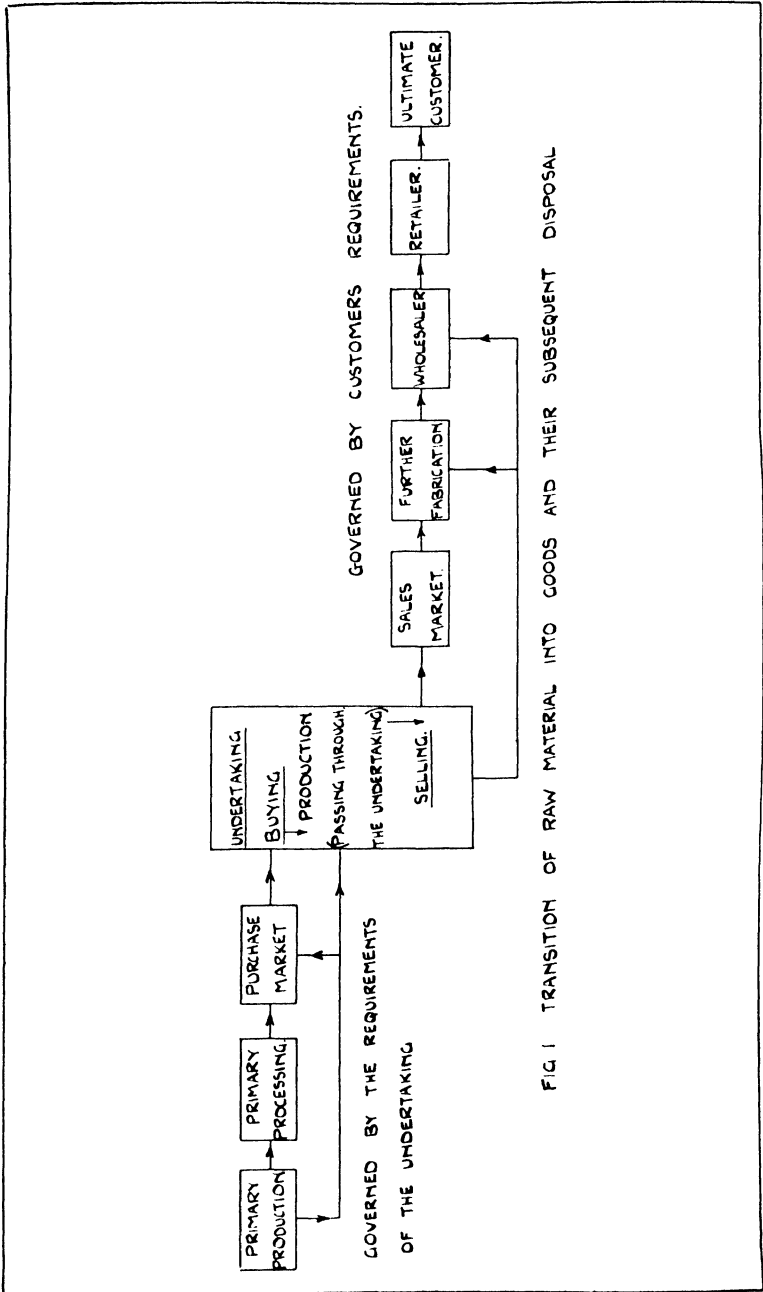 PRIMARY
PRODUCTION
PRIMARY
PROCESSING.
PURCHASE
MARKET
GOVERNED BY THE REQUIREMENTS
OF THE UNDERTAKING
UNDERTAKING
BUYING
PRODUCTION
(PASSING THROUGH
THE UNDERTAKING)
SELLING.
GOVERNED BY CUSTOMERS REQUIREMENTS.
SALES
MARKET.
FURTHER
FABRICATION
WHOLESALER
RETAILER.
ULTIMATE
CUSTOMER.
FIG 1 TRANSITION OF RAW MATERIAL INTO GOODS AND THEIR SUBSEQUENT DISPOSAL